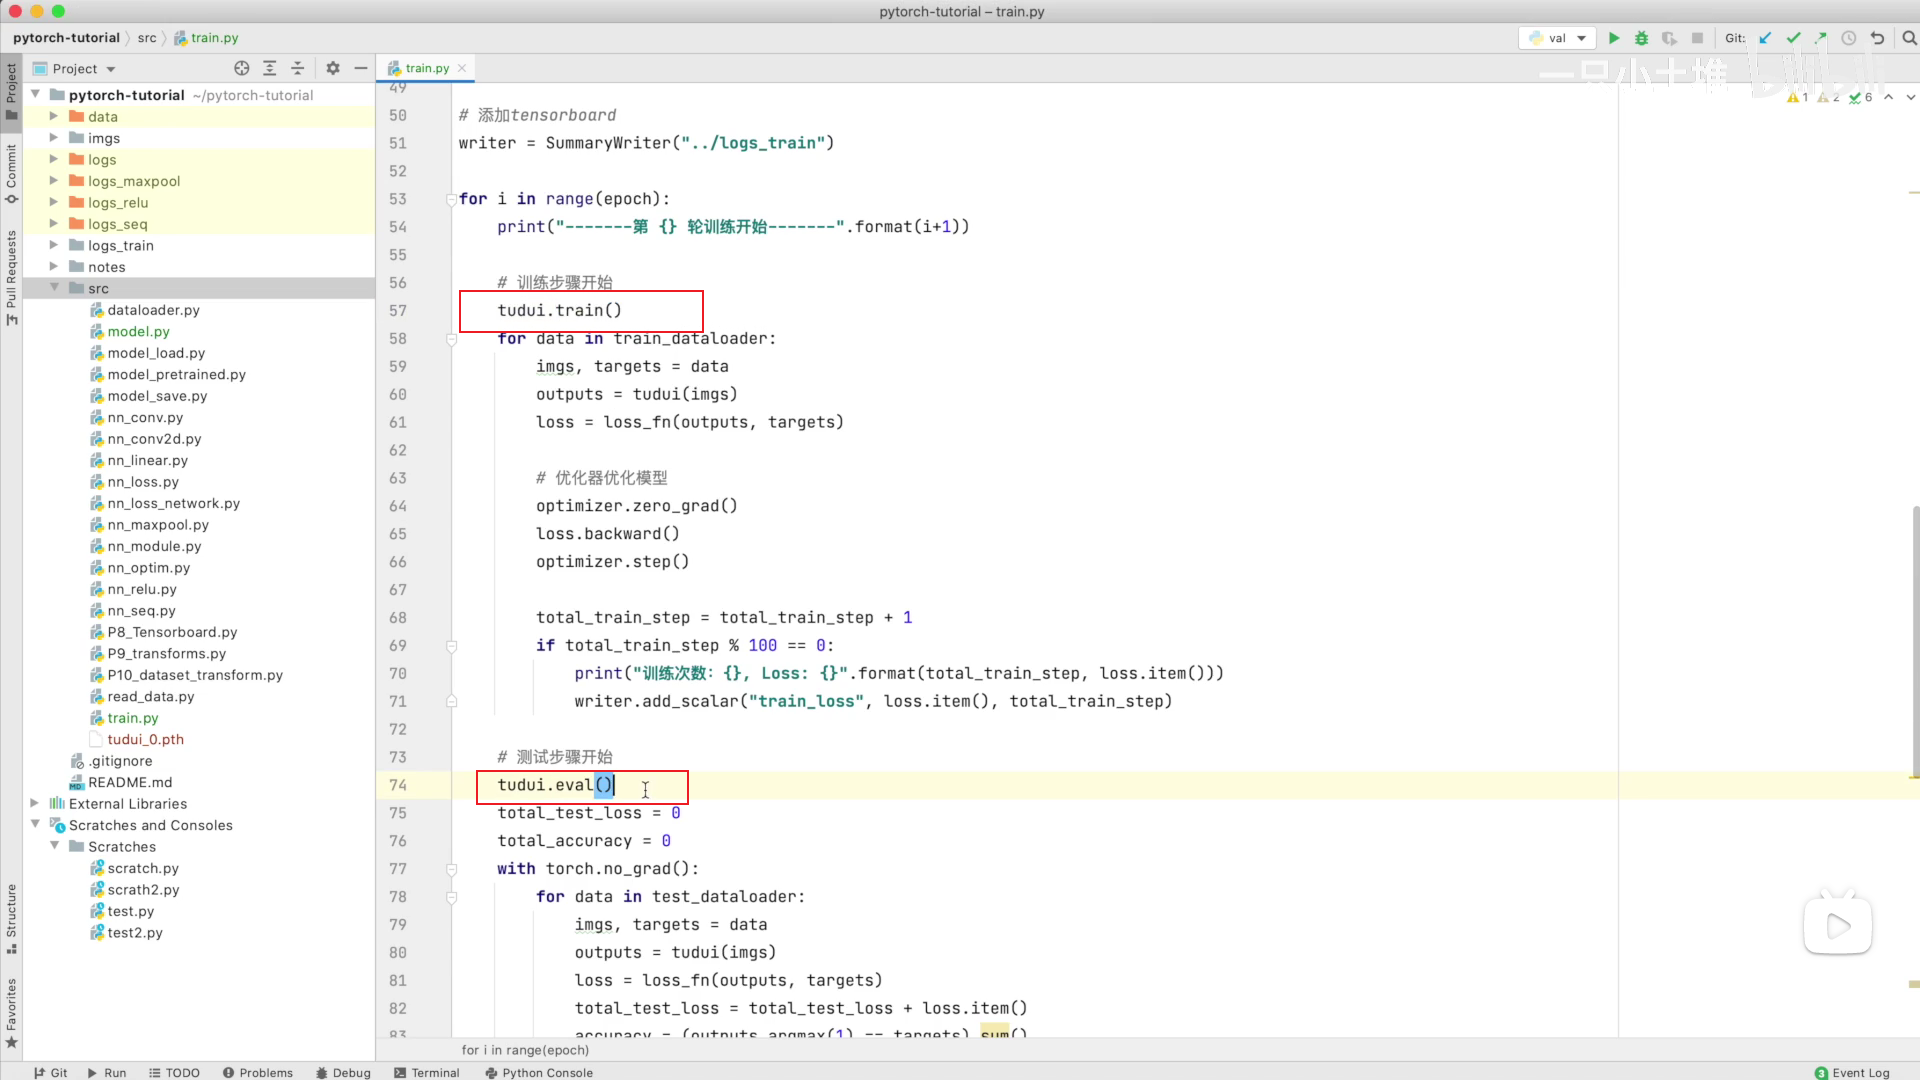 pytorch-tutorial – train.py
pytorch-tutorial src train.py
val Git:
一只小土堆 bilibili
Project
train.py
1 2 6
Project
Commit
Pull Requests
Structure
Favorites
pytorch-tutorial ~/pytorch-tutorial
data
imgs
logs
logs_maxpool
logs_relu
logs_seq
logs_train
notes
src
dataloader.py
model.py
model_load.py
model_pretrained.py
model_save.py
nn_conv.py
nn_conv2d.py
nn_linear.py
nn_loss.py
nn_loss_network.py
nn_maxpool.py
nn_module.py
nn_optim.py
nn_relu.py
nn_seq.py
P8_Tensorboard.py
P9_transforms.py
P10_dataset_transform.py
read_data.py
train.py
tudui_0.pth
.gitignore
README.md
External Libraries
Scratches and Consoles
Scratches
scratch.py
scrath2.py
test.py
test2.py
49
50 # 添加tensorboard
51 writer = SummaryWriter("../logs_train")
52
53 for i in range(epoch):
54 print("-------第 {} 轮训练开始-------".format(i+1))
55
56 # 训练步骤开始
57 tudui.train()
58 for data in train_dataloader:
59 imgs, targets = data
60 outputs = tudui(imgs)
61 loss = loss_fn(outputs, targets)
62
63 # 优化器优化模型
64 optimizer.zero_grad()
65 loss.backward()
66 optimizer.step()
67
68 total_train_step = total_train_step + 1
69 if total_train_step % 100 == 0:
70 print("训练次数：{}, Loss: {}".format(total_train_step, loss.item()))
71 writer.add_scalar("train_loss", loss.item(), total_train_step)
72
73 # 测试步骤开始
74 tudui.eval()
75 total_test_loss = 0
76 total_accuracy = 0
77 with torch.no_grad():
78 for data in test_dataloader:
79 imgs, targets = data
80 outputs = tudui(imgs)
81 loss = loss_fn(outputs, targets)
82 total_test_loss = total_test_loss + loss.item()
83 accuracy = (outputs.argmax(1) == targets).sum()
for i in range(epoch)
Git Run TODO Problems Debug Terminal Python Console 3 Event Log